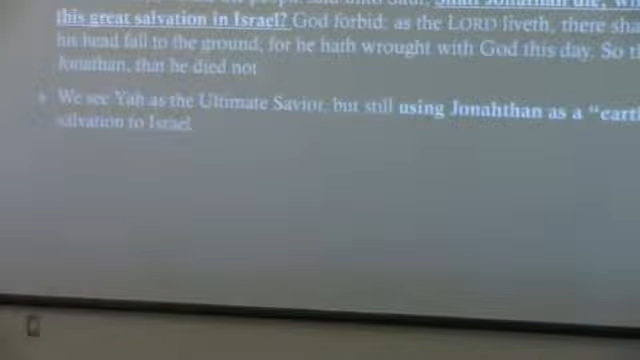 this great salvation in Israel? God forbid: as the LORD liveth, there
his head fall to the ground, for he hath wrought with God this day. So
Jonathan, that he died not
We see Yah as the Ultimate Savior, but still using Jonahthan as a "eart
salvation to Israel